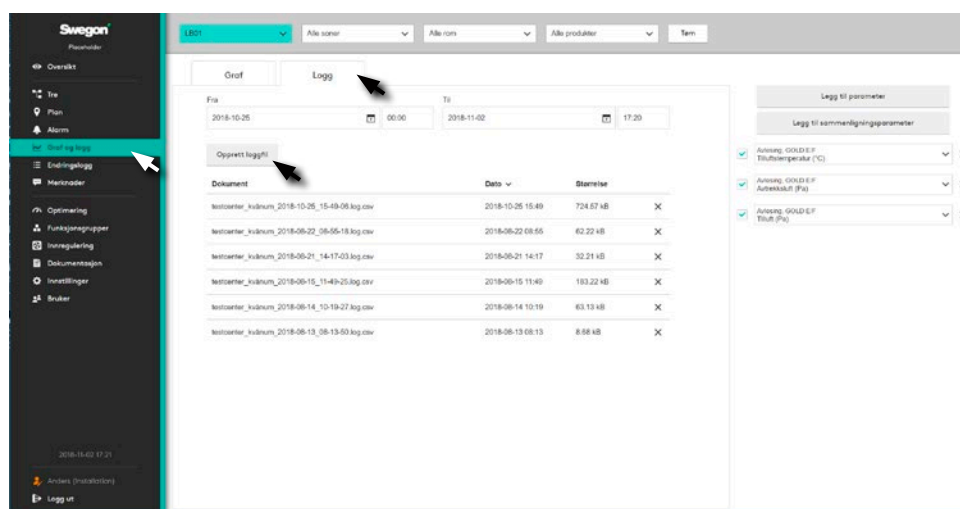 Swegon
Placeholder
Oversikt
Tre
Plan
Alarm
Graf og logg
Endringslogg
Merknader
Optimering
Funksjonsgrupper
Innregulering
Dokumentasjon
Innstillinger
Bruker
2018-11-02 17:21
Anders (Installation)
Logg ut
LB01
Alle soner
Alle rom
Alle produkter
Tøm
Graf
Logg
Fra
Til
2018-10-25
00:00
2018-11-02
17:20
Opprett loggfil
Dokument Dato Størrelse
testcenter_kvänum_2018-10-25_15-49-06.log.csv 2018-10-25 15:49 724.57 kB
testcenter_kvänum_2018-08-22_08-55-18.log.csv 2018-08-22 08:55 62.22 kB
testcenter_kvänum_2018-08-21_14-17-03.log.csv 2018-08-21 14:17 32.21 kB
testcenter_kvänum_2018-08-15_11-49-25.log.csv 2018-08-15 11:49 183.22 kB
testcenter_kvänum_2018-08-14_10-19-27.log.csv 2018-08-14 10:19 63.13 kB
testcenter_kvänum_2018-08-13_08-13-50.log.csv 2018-08-13 08:13 8.68 kB
Legg til parameter
Legg til sammenligningsparameter
Avlesing, GOLD E/F
Tilluftstemperatur (°C)
Avlesing, GOLD E/F
Avtrekksluft (Pa)
Avlesing, GOLD E/F
Tilluft (Pa)